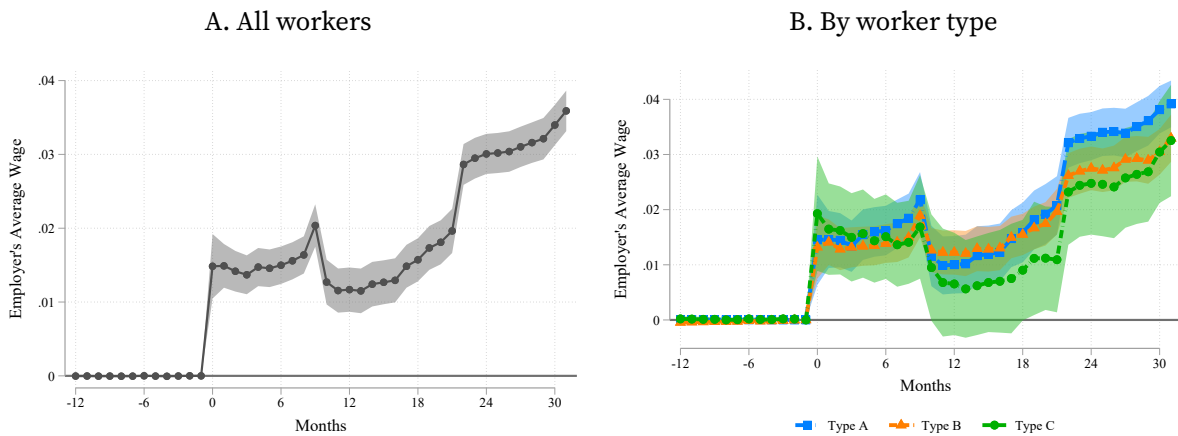 A. All workers
Employer's Average Wage
.04
.03
.02
.01
0
-12 -6 0 6 12 18 24 30
Months
B. By worker type
Employer's Average Wage
.04
.03
.02
.01
0
-12 -6 0 6 12 18 24 30
Months
Type A Type B Type C